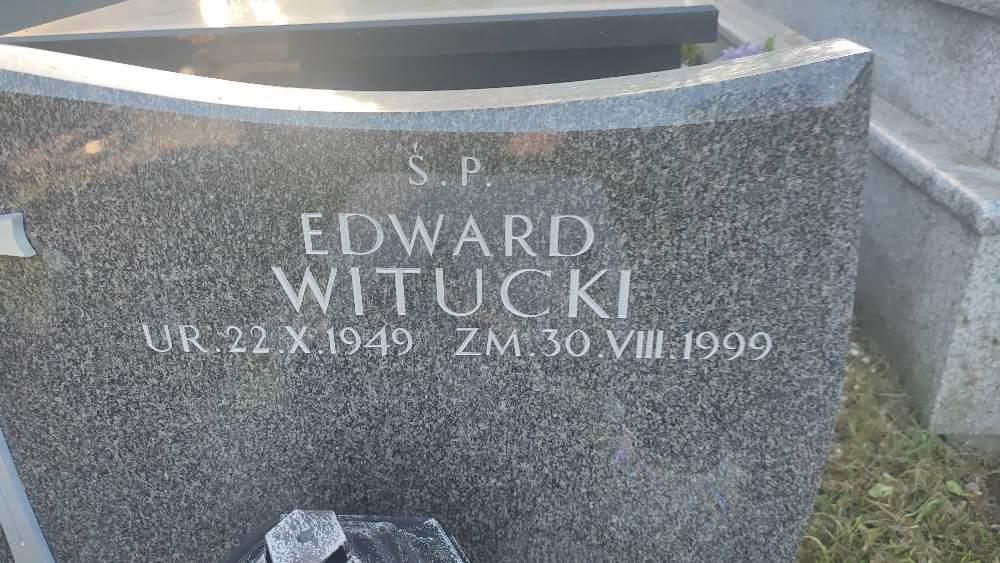 Ś.P.
EDWARD
WITUCKI
UR.22.X.1949 ZM.30.VIII.1999